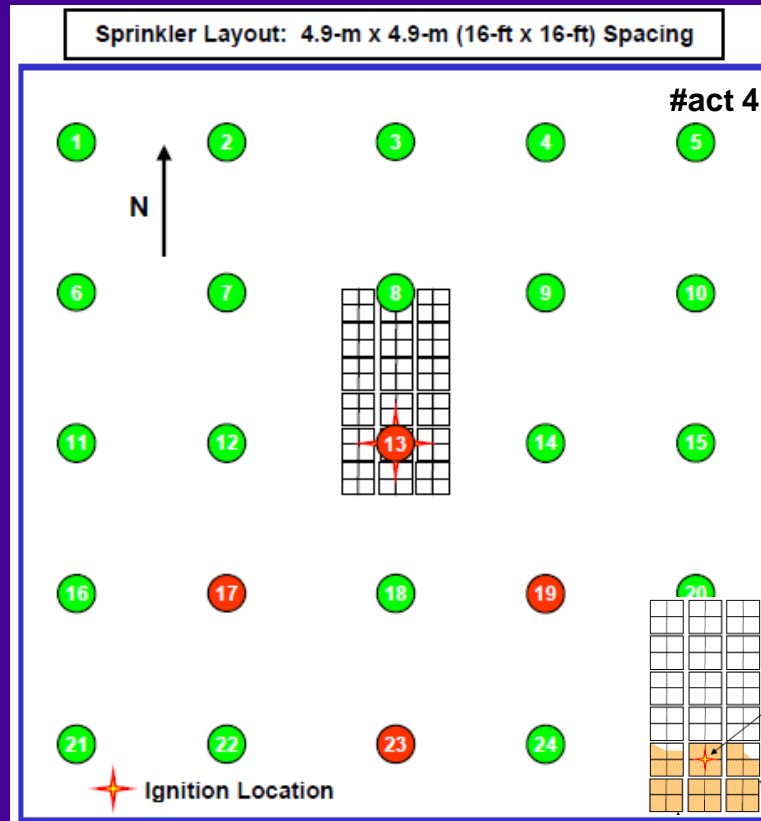 Sprinkler Layout: 4.9-m x 4.9-m (16-ft x 16-ft) Spacing
#act 4
1 2 3 4 5
N
6 7 8 9 10
11 12 13 14 15
16 17 18 19 20
21 22 23 24
Ignition Location